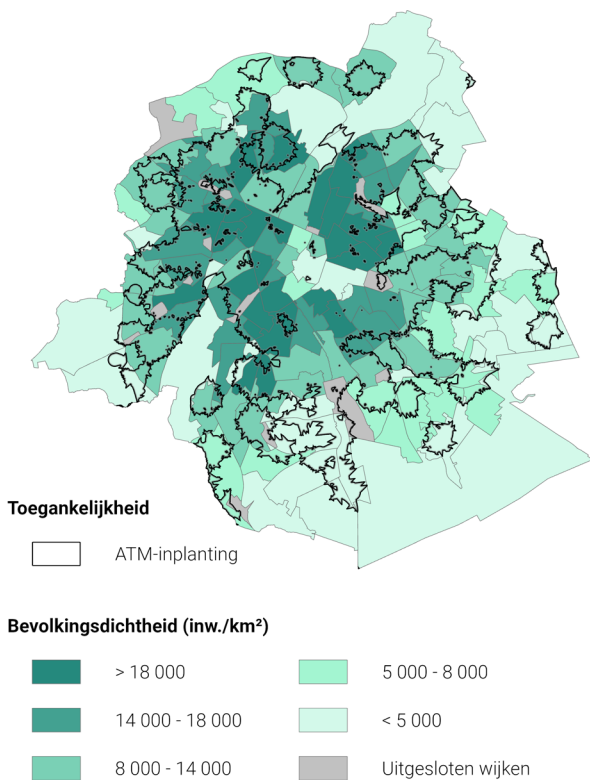 Toegankelijkheid
ATM-inplanting
Bevolkingsdichtheid (inw./km²)
> 18 000
5 000 - 8 000
14 000 - 18 000
< 5 000
8 000 - 14 000
Uitgesloten wijken